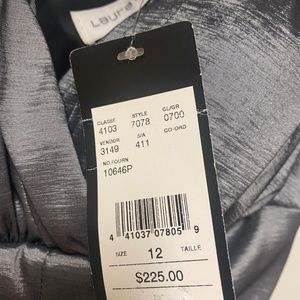 Laura
CLASSE STYLE CL/GR
4103 7078 0700
VENDOR S/A CO-ORD
3149 411
NO.FOURN
10646P
4 41037 07805 9
SIZE 12 TAILLE
$225.00